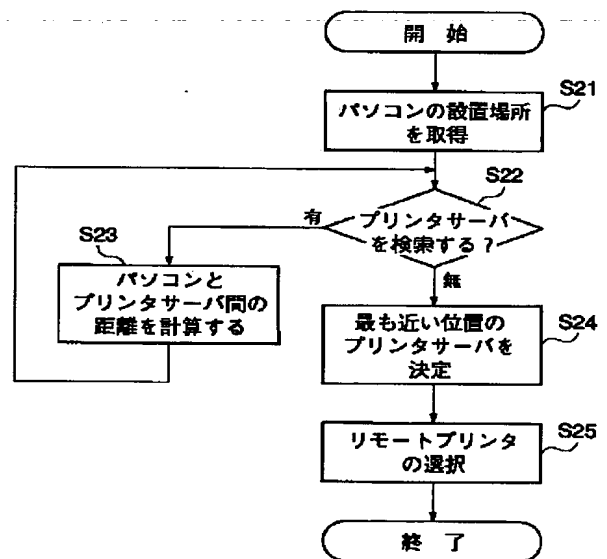 開 始
S21
パソコンの設置場所
を取得
S22
プリンタサーバ
を検索する?
有
無
S23
パソコンと
プリンタサーバ間の
距離を計算する
S24
最も近い位置の
プリンタサーバを
決定
S25
リモートプリンタ
の選択
終 了